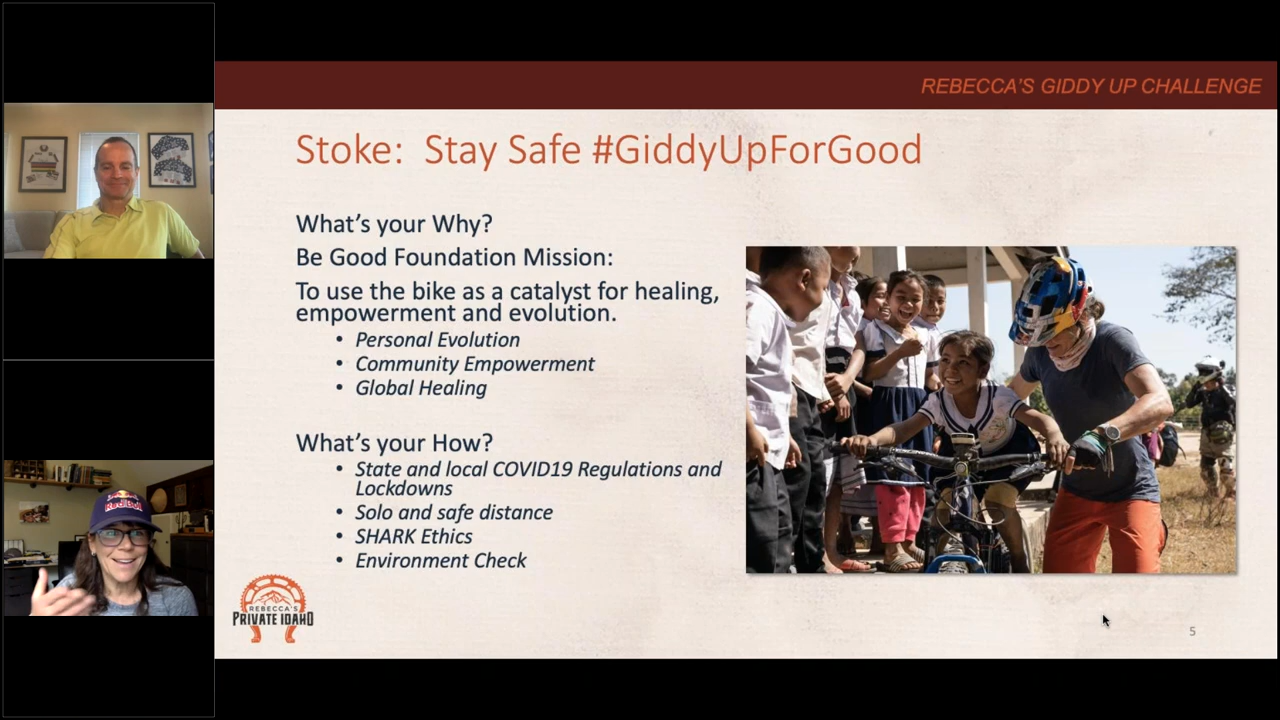 REBECCA'S GIDDY UP CHALLENGE
Stoke:  Stay Safe #GiddyUpForGood
What's your Why?
Be Good Foundation Mission:
To use the bike as a catalyst for healing,
empowerment and evolution.
• Personal Evolution
• Community Empowerment
• Global Healing
What's your How?
• State and local COVID19 Regulations and
Lockdowns
• Solo and safe distance
• SHARK Ethics
• Environment Check
REBECCA'S
PRIVATE IDAHO
5
Red Bull